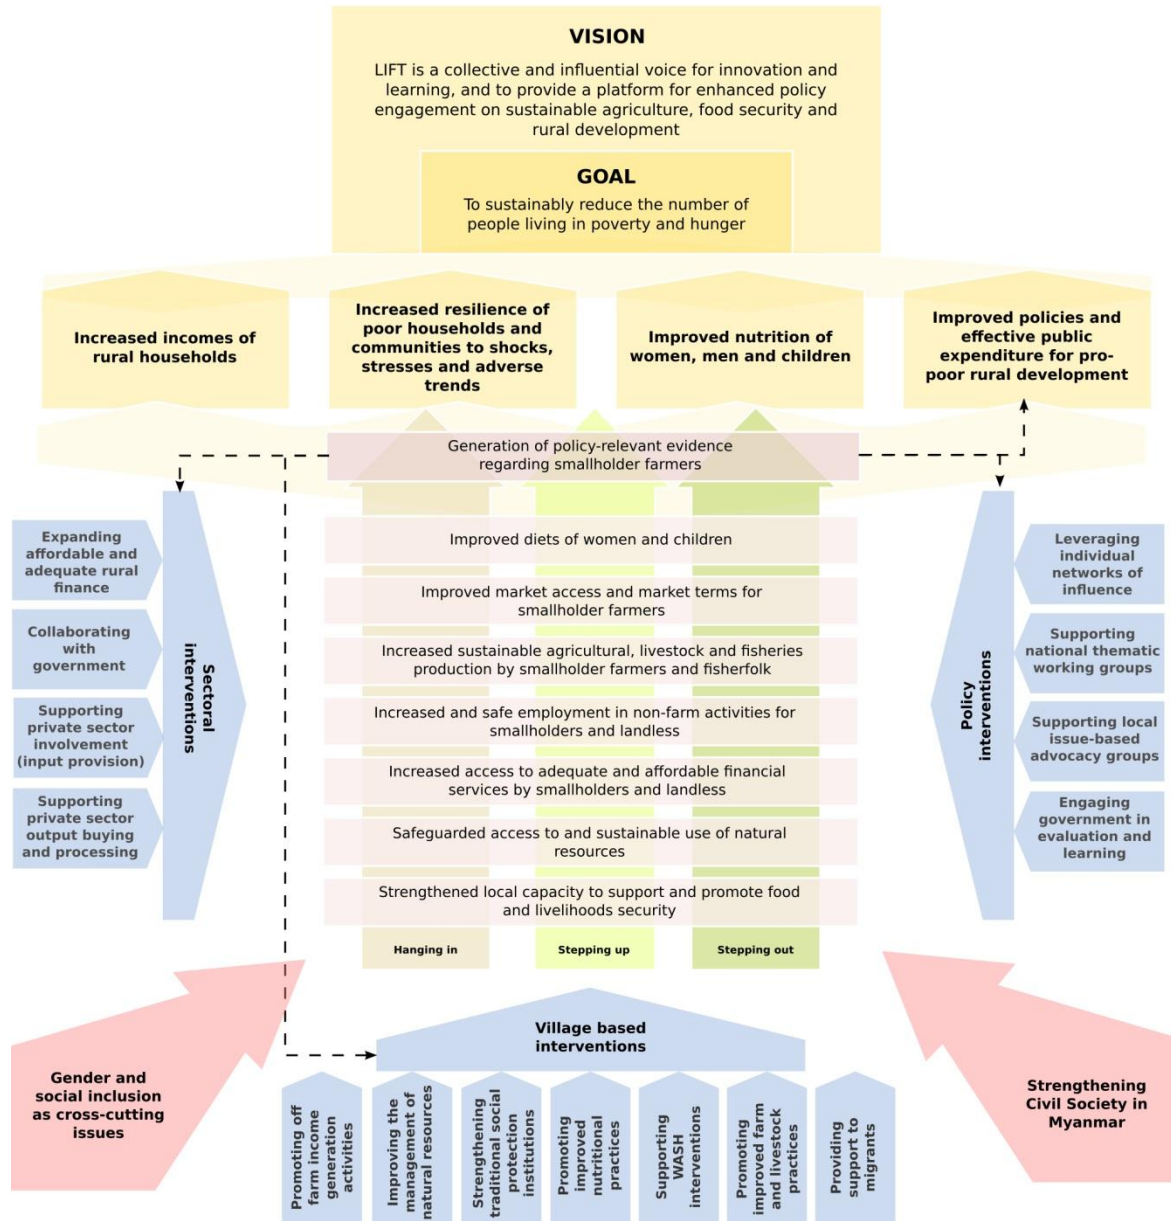 VISION
LIFT is a collective and influential voice for innovation and
learning, and to provide a platform for enhanced policy
engagement on sustainable agriculture, food security and
rural development
GOAL
To sustainably reduce the number of
people living in poverty and hunger
Increased incomes of
rural households
Increased resilience of
poor households and
communities to shocks,
stresses and adverse
trends
Improved nutrition of
women, men and children
Improved policies and
effective public
expenditure for pro-
poor rural development
Generation of policy-relevant evidence
regarding smallholder farmers
Improved diets of women and children
Improved market access and market terms for
smallholder farmers
Increased sustainable agricultural, livestock and fisheries
production by smallholder farmers and fisherfolk
Increased and safe employment in non-farm activities for
smallholders and landless
Increased access to adequate and affordable financial
services by smallholders and landless
Safeguarded access to and sustainable use of natural
resources
Strengthened local capacity to support and promote food
and livelihoods security
Hanging in
Stepping up
Stepping out
Expanding
affordable and
adequate rural
finance
Collaborating
with
government
Supporting
private sector
involvement
(input provision)
Supporting
private sector
output buying
and processing
Sectoral
interventions
Policy
interventions
Leveraging
individual
networks of
influence
Supporting
national thematic
working groups
Supporting local
issue-based
advocacy groups
Engaging
government in
evaluation and
learning
Gender and
social inclusion
as cross-cutting
issues
Village based
interventions
Strengthening
Civil Society in
Myanmar
Promoting off
farm income
generation
activities
Improving the
management of
natural resources
Strengthening
traditional social
protection
institutions
Promoting
improved
nutritional
practices
Supporting
WASH
interventions
Promoting
improved farm
and livestock
practices
Providing
support to
migrants